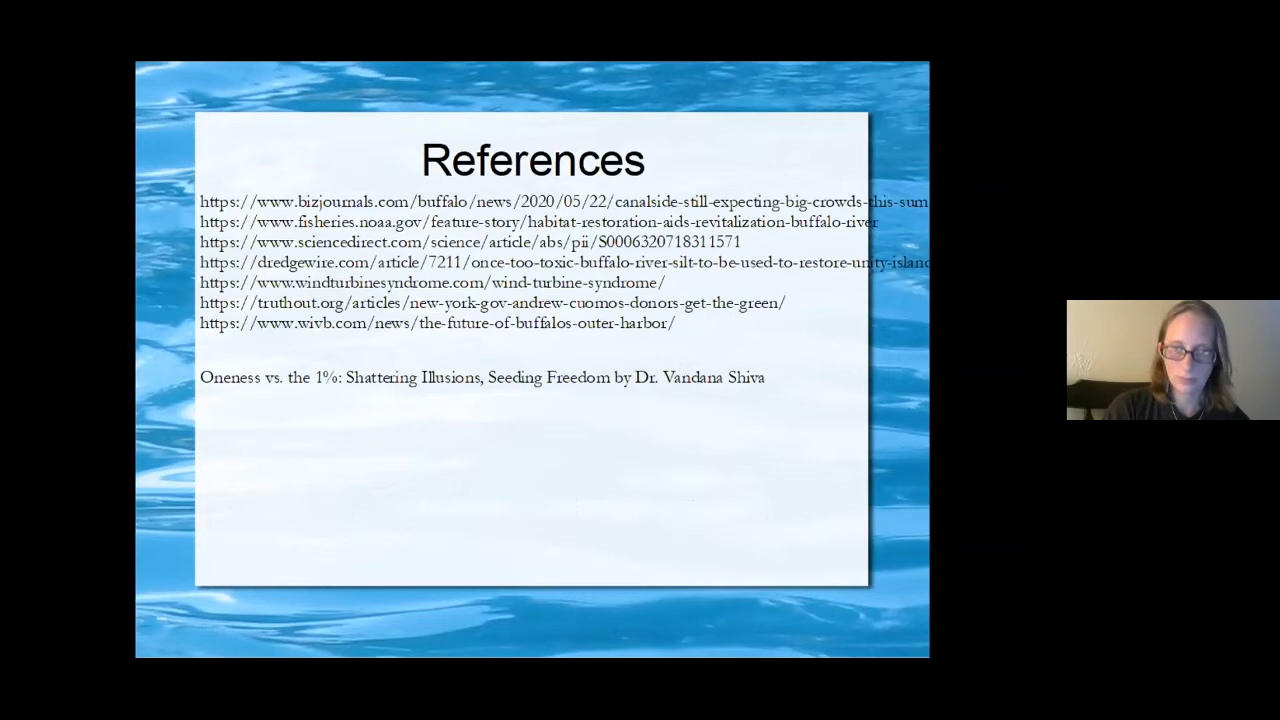 References
https://www.bizjournals.com/buffalo/news/2020/05/22/canalside-still-expecting-big-crowds-this-sum
https://www.fisheries.noaa.gov/feature-story/habitat-restoration-aids-revitalization-buffalo-river
https://www.sciencedirect.com/science/article/abs/pii/S0006320718311571
https://dredgewire.com/article/7211/once-too-toxic-buffalo-river-silt-to-be-used-to-restore-unity-island
https://www.windturbinesyndrome.com/wind-turbine-syndrome/
https://truthout.org/articles/new-york-gov-andrew-cuomos-donors-get-the-green/
https://www.wivb.com/news/the-future-of-buffalos-outer-harbor/
Oneness vs. the 1%: Shattering Illusions, Seeding Freedom by Dr. Vandana Shiva